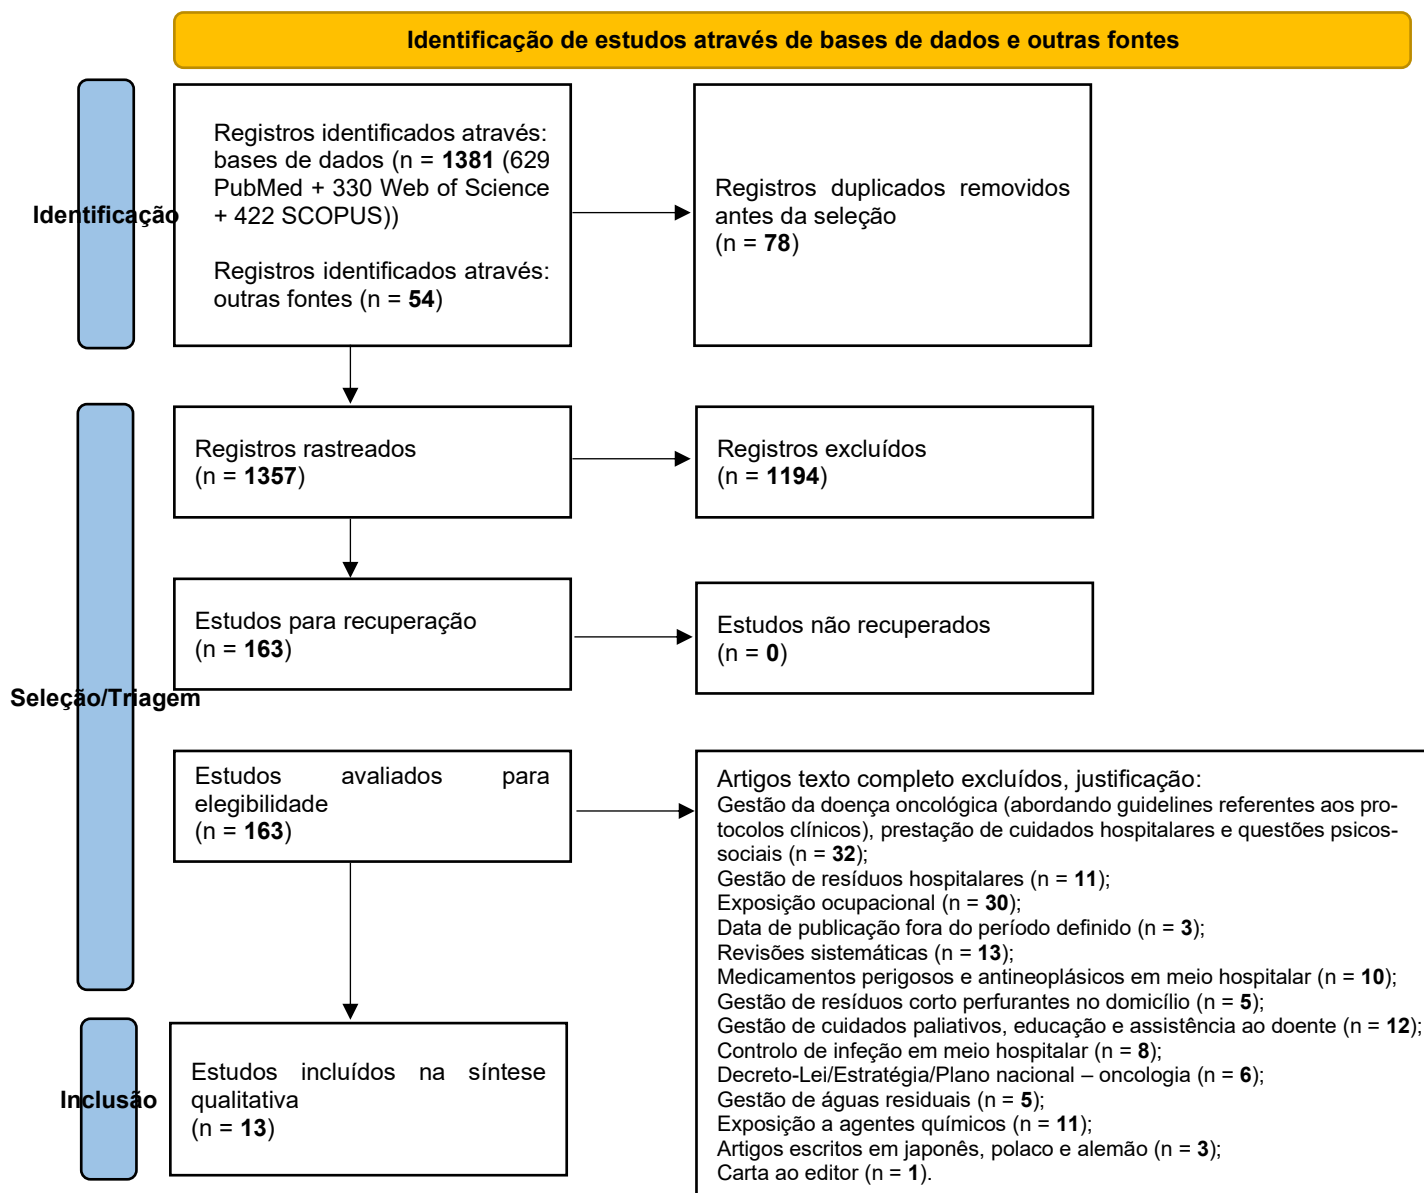 Identificação de estudos através de bases de dados e outras fontes
Identificação
Registros identificados através:
bases de dados (n = 1381 (629
PubMed + 330 Web of Science
+ 422 SCOPUS))
Registros identificados através:
outras fontes (n = 54)
Registros duplicados removidos
antes da seleção
(n = 78)
Seleção/Triagem
Registros rastreados
(n = 1357)
Registros excluídos
(n = 1194)
Estudos para recuperação
(n = 163)
Estudos não recuperados
(n = 0)
Estudos avaliados para
elegibilidade
(n = 163)
Artigos texto completo excluídos, justificação:
Gestão da doença oncológica (abordando guidelines referentes aos pro-
tocolos clínicos), prestação de cuidados hospitalares e questões psicos-
sociais (n = 32);
Gestão de resíduos hospitalares (n = 11);
Exposição ocupacional (n = 30);
Data de publicação fora do período definido (n = 3);
Revisões sistemáticas (n = 13);
Medicamentos perigosos e antineoplásicos em meio hospitalar (n = 10);
Gestão de resíduos corto perfurantes no domicílio (n = 5);
Gestão de cuidados paliativos, educação e assistência ao doente (n = 12);
Controlo de infeção em meio hospitalar (n = 8);
Decreto-Lei/Estratégia/Plano nacional – oncologia (n = 6);
Gestão de águas residuais (n = 5);
Exposição a agentes químicos (n = 11);
Artigos escritos em japonês, polaco e alemão (n = 3);
Carta ao editor (n = 1).
Inclusão
Estudos incluídos na síntese
qualitativa
(n = 13)